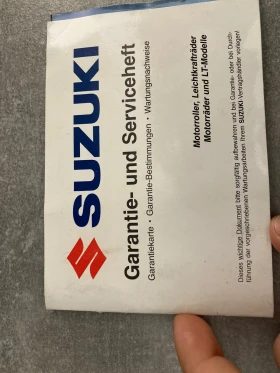 SUZUKI
Garantie- und Serviceheft
Garantiekarte · Garantie-Bestimmungen · Wartungsnachweise
Motorroller, Leichtkrafträder
Motorräder und LT-Modelle
Dieses wichtige Dokument bitte sorgfältig aufbewahren und bei Garantie- oder bei Durch-
führung der vorgeschriebenen Wartungsarbeiten Ihrem SUZUKI-Vertragshändler vorlegen!